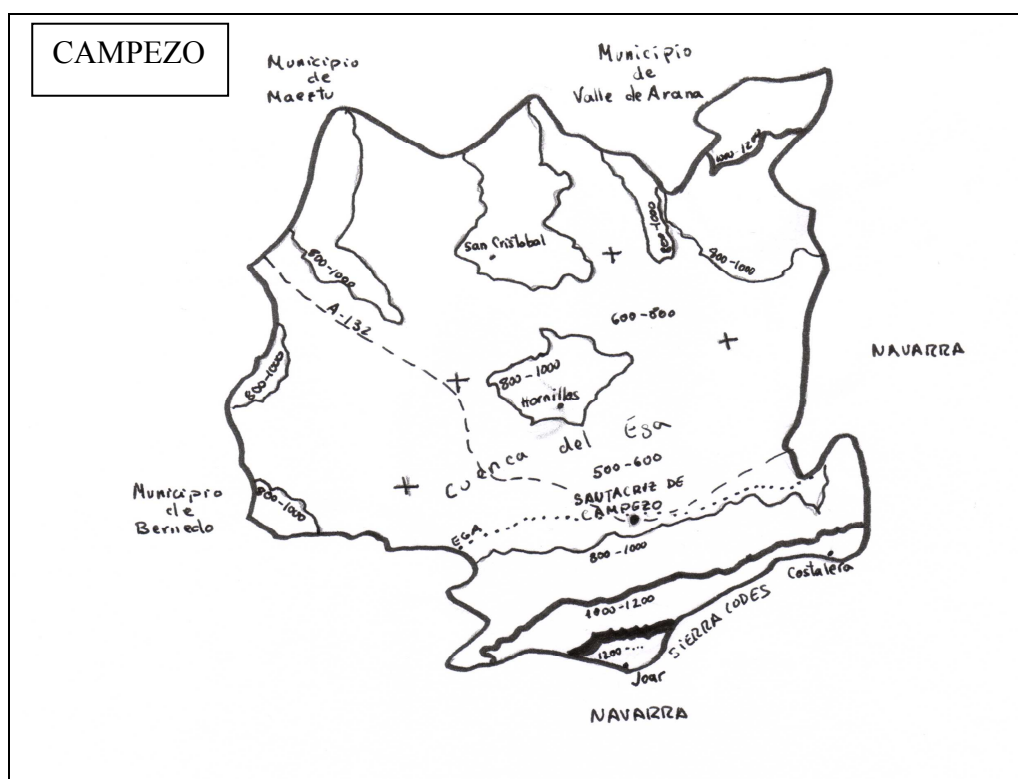 CAMPEZO
Municipio
de
Maeztu
Municipio
de
Valle de Arana
1000-1200
San Cristobal
800-1000
800-1000
800-1000
A-132
600-800
NAVARRA
800-1000
800-1000
Hornillos
Cuenca del Ega
500-600
SANTACRUZ DE
CAMPEZO
Municipio
de
Bernedo
800-1000
EGA
800-1000
Costalera
1000-1200
SIERRA CODES
1200-...
Joar
NAVARRA